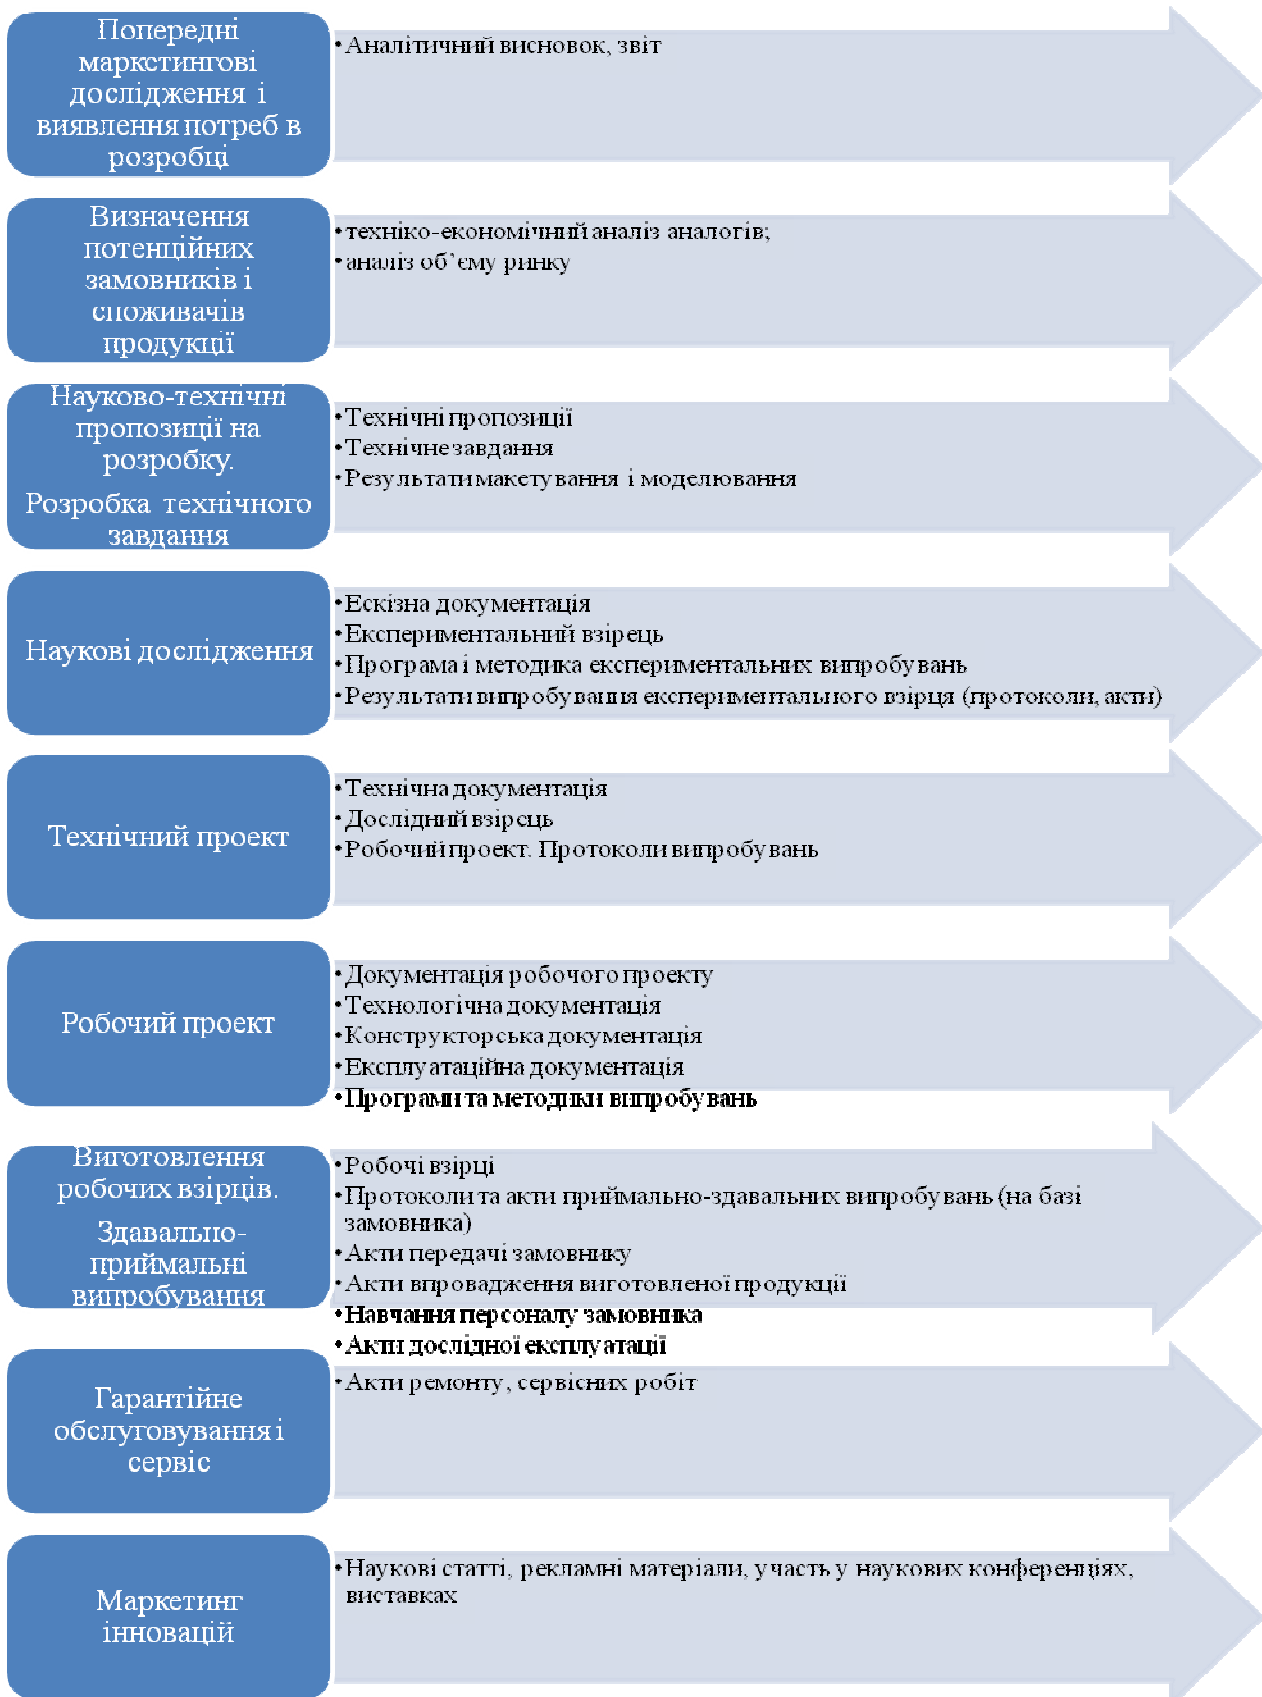 Попередні
маркетингові
дослідження і
виявлення потреб в
розробці
•Аналітичний висновок, звіт
Визначення
потенційних
замовників і
споживачів
продукції
•техніко-економічний аналіз аналогів;
•аналіз об’єму ринку
Науково-технічні
пропозиції на
розробку.
Розробка технічного
завдання
•Технічні пропозиції
•Технічне завдання
•Результати макетування і моделювання
Наукові дослідження
•Ескізна документація
•Експериментальний взірець
•Програма і методика експериментальних випробувань
•Результати випробування експериментального взірця (протоколи, акти)
Технічний проект
•Технічна документація
•Дослідний взірець
•Робочий проект. Протоколи випробувань
Робочий проект
•Документація робочого проекту
•Технологічна документація
•Конструкторська документація
•Експлуатаційна документація
•Програми та методики випробувань
Виготовлення
робочих взірців.
Здавально-
приймальні
випробування
•Робочі взірці
•Протоколи та акти приймально-здавальних випробувань (на базі
замовника)
•Акти передачі замовнику
•Акти впровадження виготовленої продукції
•Навчання персоналу замовника
•Акти дослідної експлуатації
Гарантійне
обслуговування і
сервіс
•Акти ремонту, сервісних робіт
Маркетинг
інновацій
•Наукові статті, рекламні матеріали, участь у наукових конференціях,
виставках